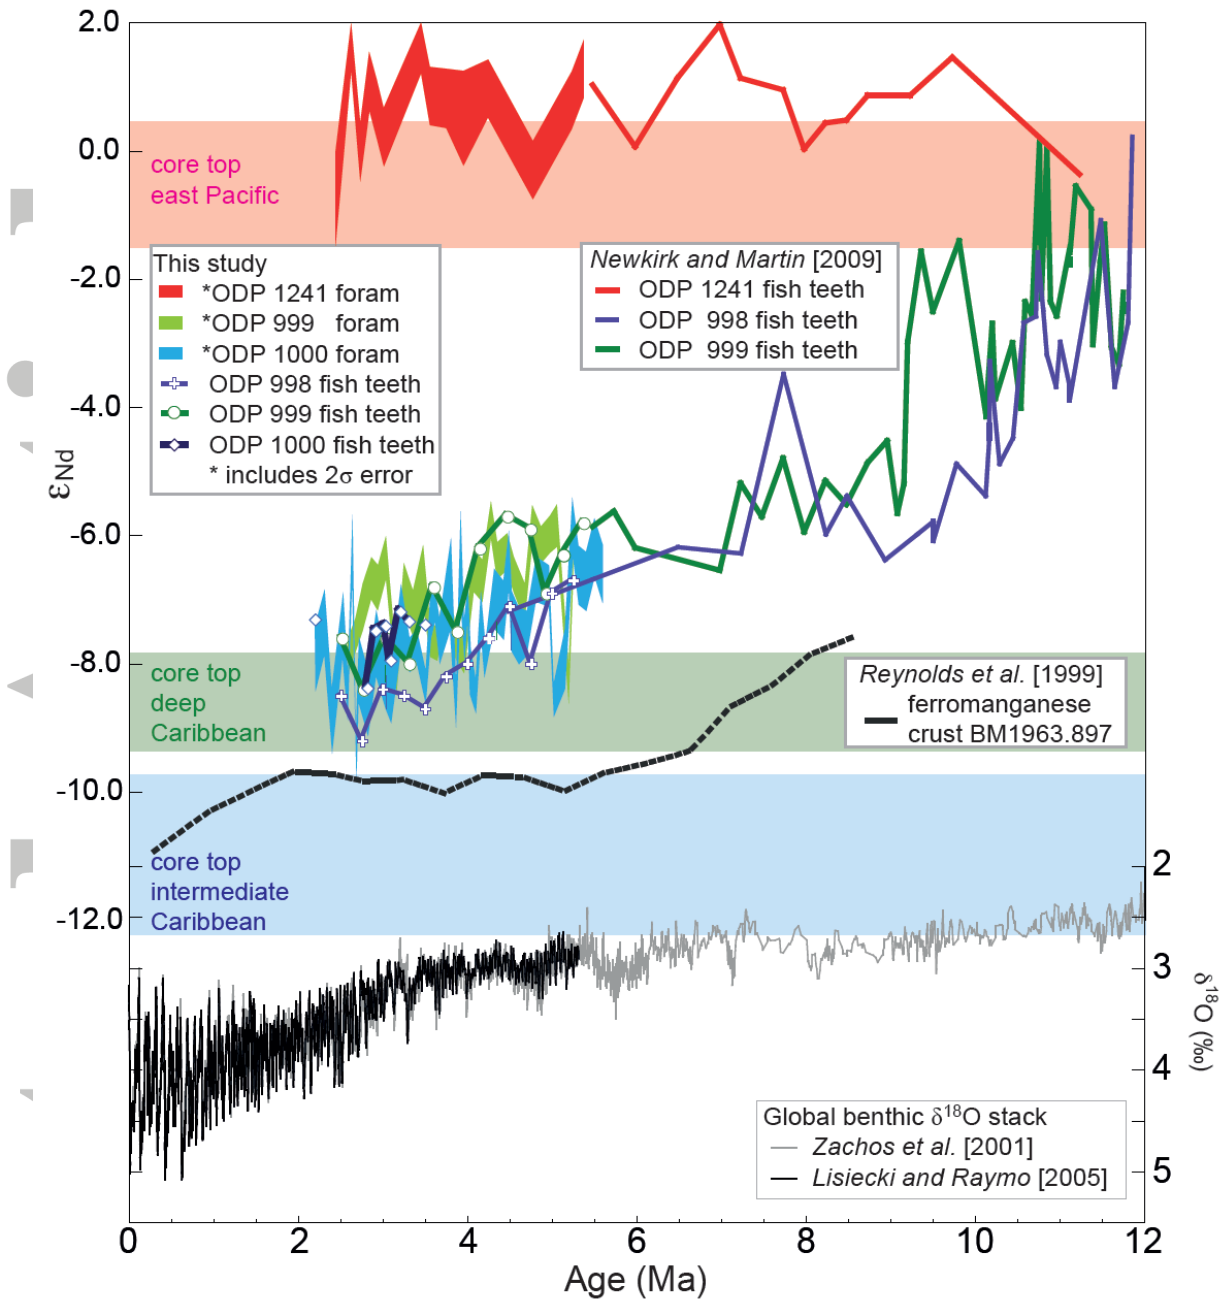 2.0
0.0
-2.0
-4.0
-6.0
-8.0
-10.0
-12.0
εNd
core top
east Pacific
This study
*ODP 1241 foram
*ODP 999 foram
*ODP 1000 foram
ODP 998 fish teeth
ODP 999 fish teeth
ODP 1000 fish teeth
* includes 2σ error
Newkirk and Martin [2009]
ODP 1241 fish teeth
ODP 998 fish teeth
ODP 999 fish teeth
core top
deep
Caribbean
Reynolds et al. [1999]
ferromanganese
crust BM1963.897
core top
intermediate
Caribbean
2
3
4
5
δ¹⁸O (‰)
Global benthic δ¹⁸O stack
Zachos et al. [2001]
Lisiecki and Raymo [2005]
0 2 4 6 8 10 12
Age (Ma)